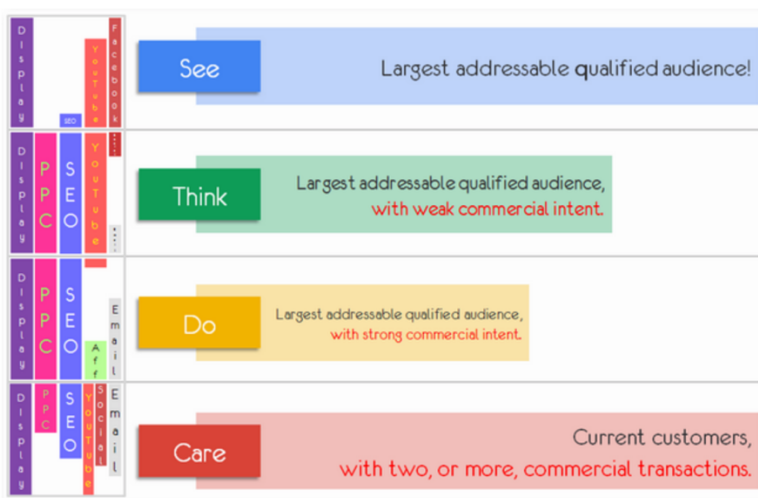 Display
SEO
YouTube
Facebook
See
Largest addressable qualified audience!
Display
PPC
SEO
YouTube
Think
Largest addressable qualified audience,
with weak commercial intent.
Display
PPC
SEO
Aff
Email
Do
Largest addressable qualified audience,
with strong commercial intent.
Display
PPC
SEO
YouTube
Social
Email
Care
Current customers,
with two, or more, commercial transactions.